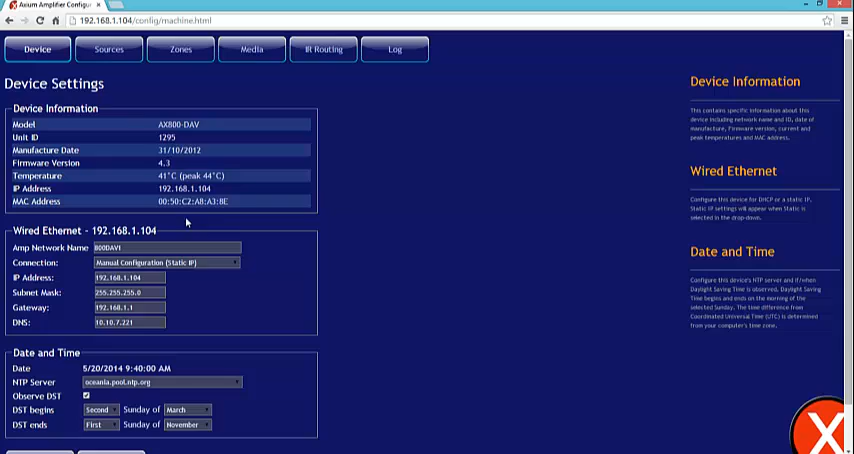 Axium Amplifier Configur
192.168.1.104/config/machine.html
Device Sources Zones Media IR Routing Log
Device Settings
Device Information
Model AX800-DAV
Unit ID 1295
Manufacture Date 31/10/2012
Firmware Version 4.3
Temperature 41°C (peak 44°C)
IP Address 192.168.1.104
MAC Address 00:50:C2:A8:A3:8E
Wired Ethernet - 192.168.1.104
Amp Network Name 800DAV1
Connection: Manual Configuration (Static IP)
IP Address: 192.168.1.104
Subnet Mask: 255.255.255.0
Gateway: 192.168.1.1
DNS: 10.10.7.221
Date and Time
Date 5/20/2014 9:40:00 AM
NTP Server oceania.pool.ntp.org
Observe DST
DST begins Second Sunday of March
DST ends First Sunday of November
Device Information
This contains specific information about this
device including network name and ID, date of
manufacture, Firmware version, current and
peak temperatures and MAC address.
Wired Ethernet
Configure this device for DHCP or a static IP.
Static IP settings will appear when Static is
selected in the drop-down.
Date and Time
Configure this device's NTP server and if/when
Daylight Saving Time is observed. Daylight Saving
Time begins and ends on the morning of the
selected Sunday. The time difference from
Coordinated Universal Time (UTC) is determined
from your computer's time zone.
X